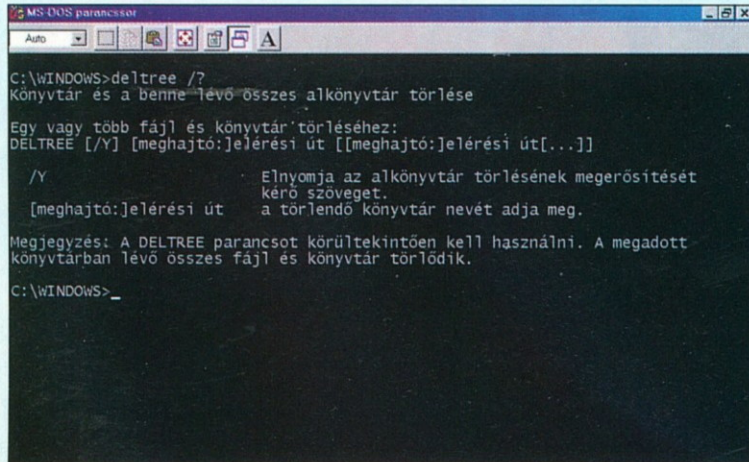 MS-DOS parancssor
Auto
A
C:\WINDOWS>deltree /?
Könyvtár és a benne lévő összes alkönyvtár törlése
Egy vagy több fájl és könyvtár törléséhez:
DELTREE [/Y] [meghajtó:]elérési út [[meghajtó:]elérési út[...]]
/Y Elnyomja az alkönyvtár törlésének megerősítését
kérő szöveget.
[meghajtó:]elérési út a törlendő könyvtár nevét adja meg.
Megjegyzés: A DELTREE parancsot körültekintően kell használni. A megadott
könyvtárban lévő összes fájl és könyvtár törlődik.
C:\WINDOWS>_